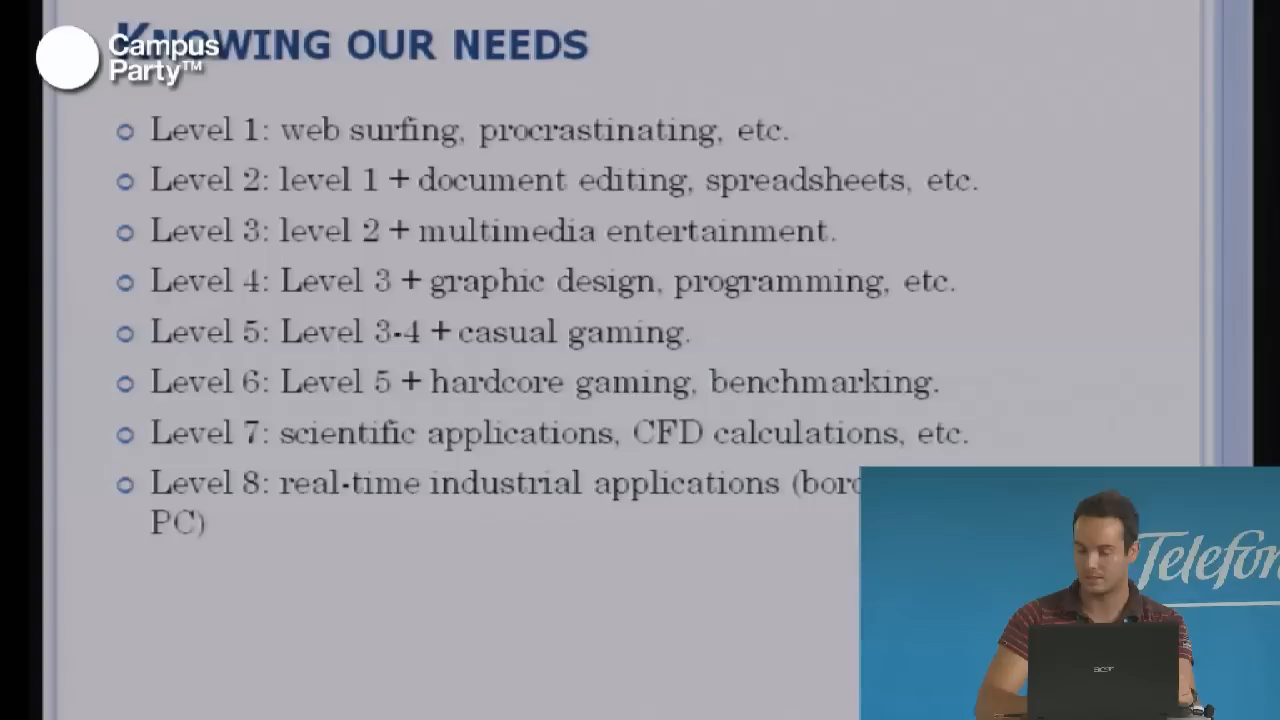 KNOWING OUR NEEDS
Campus
Party™
Level 1: web surfing, procrastinating, etc.
Level 2: level 1 + document editing, spreadsheets, etc.
Level 3: level 2 + multimedia entertainment.
Level 4: Level 3 + graphic design, programming, etc.
Level 5: Level 3-4 + casual gaming.
Level 6: Level 5 + hardcore gaming, benchmarking.
Level 7: scientific applications, CFD calculations, etc.
Level 8: real-time industrial applications
PC)
Telefon
acer